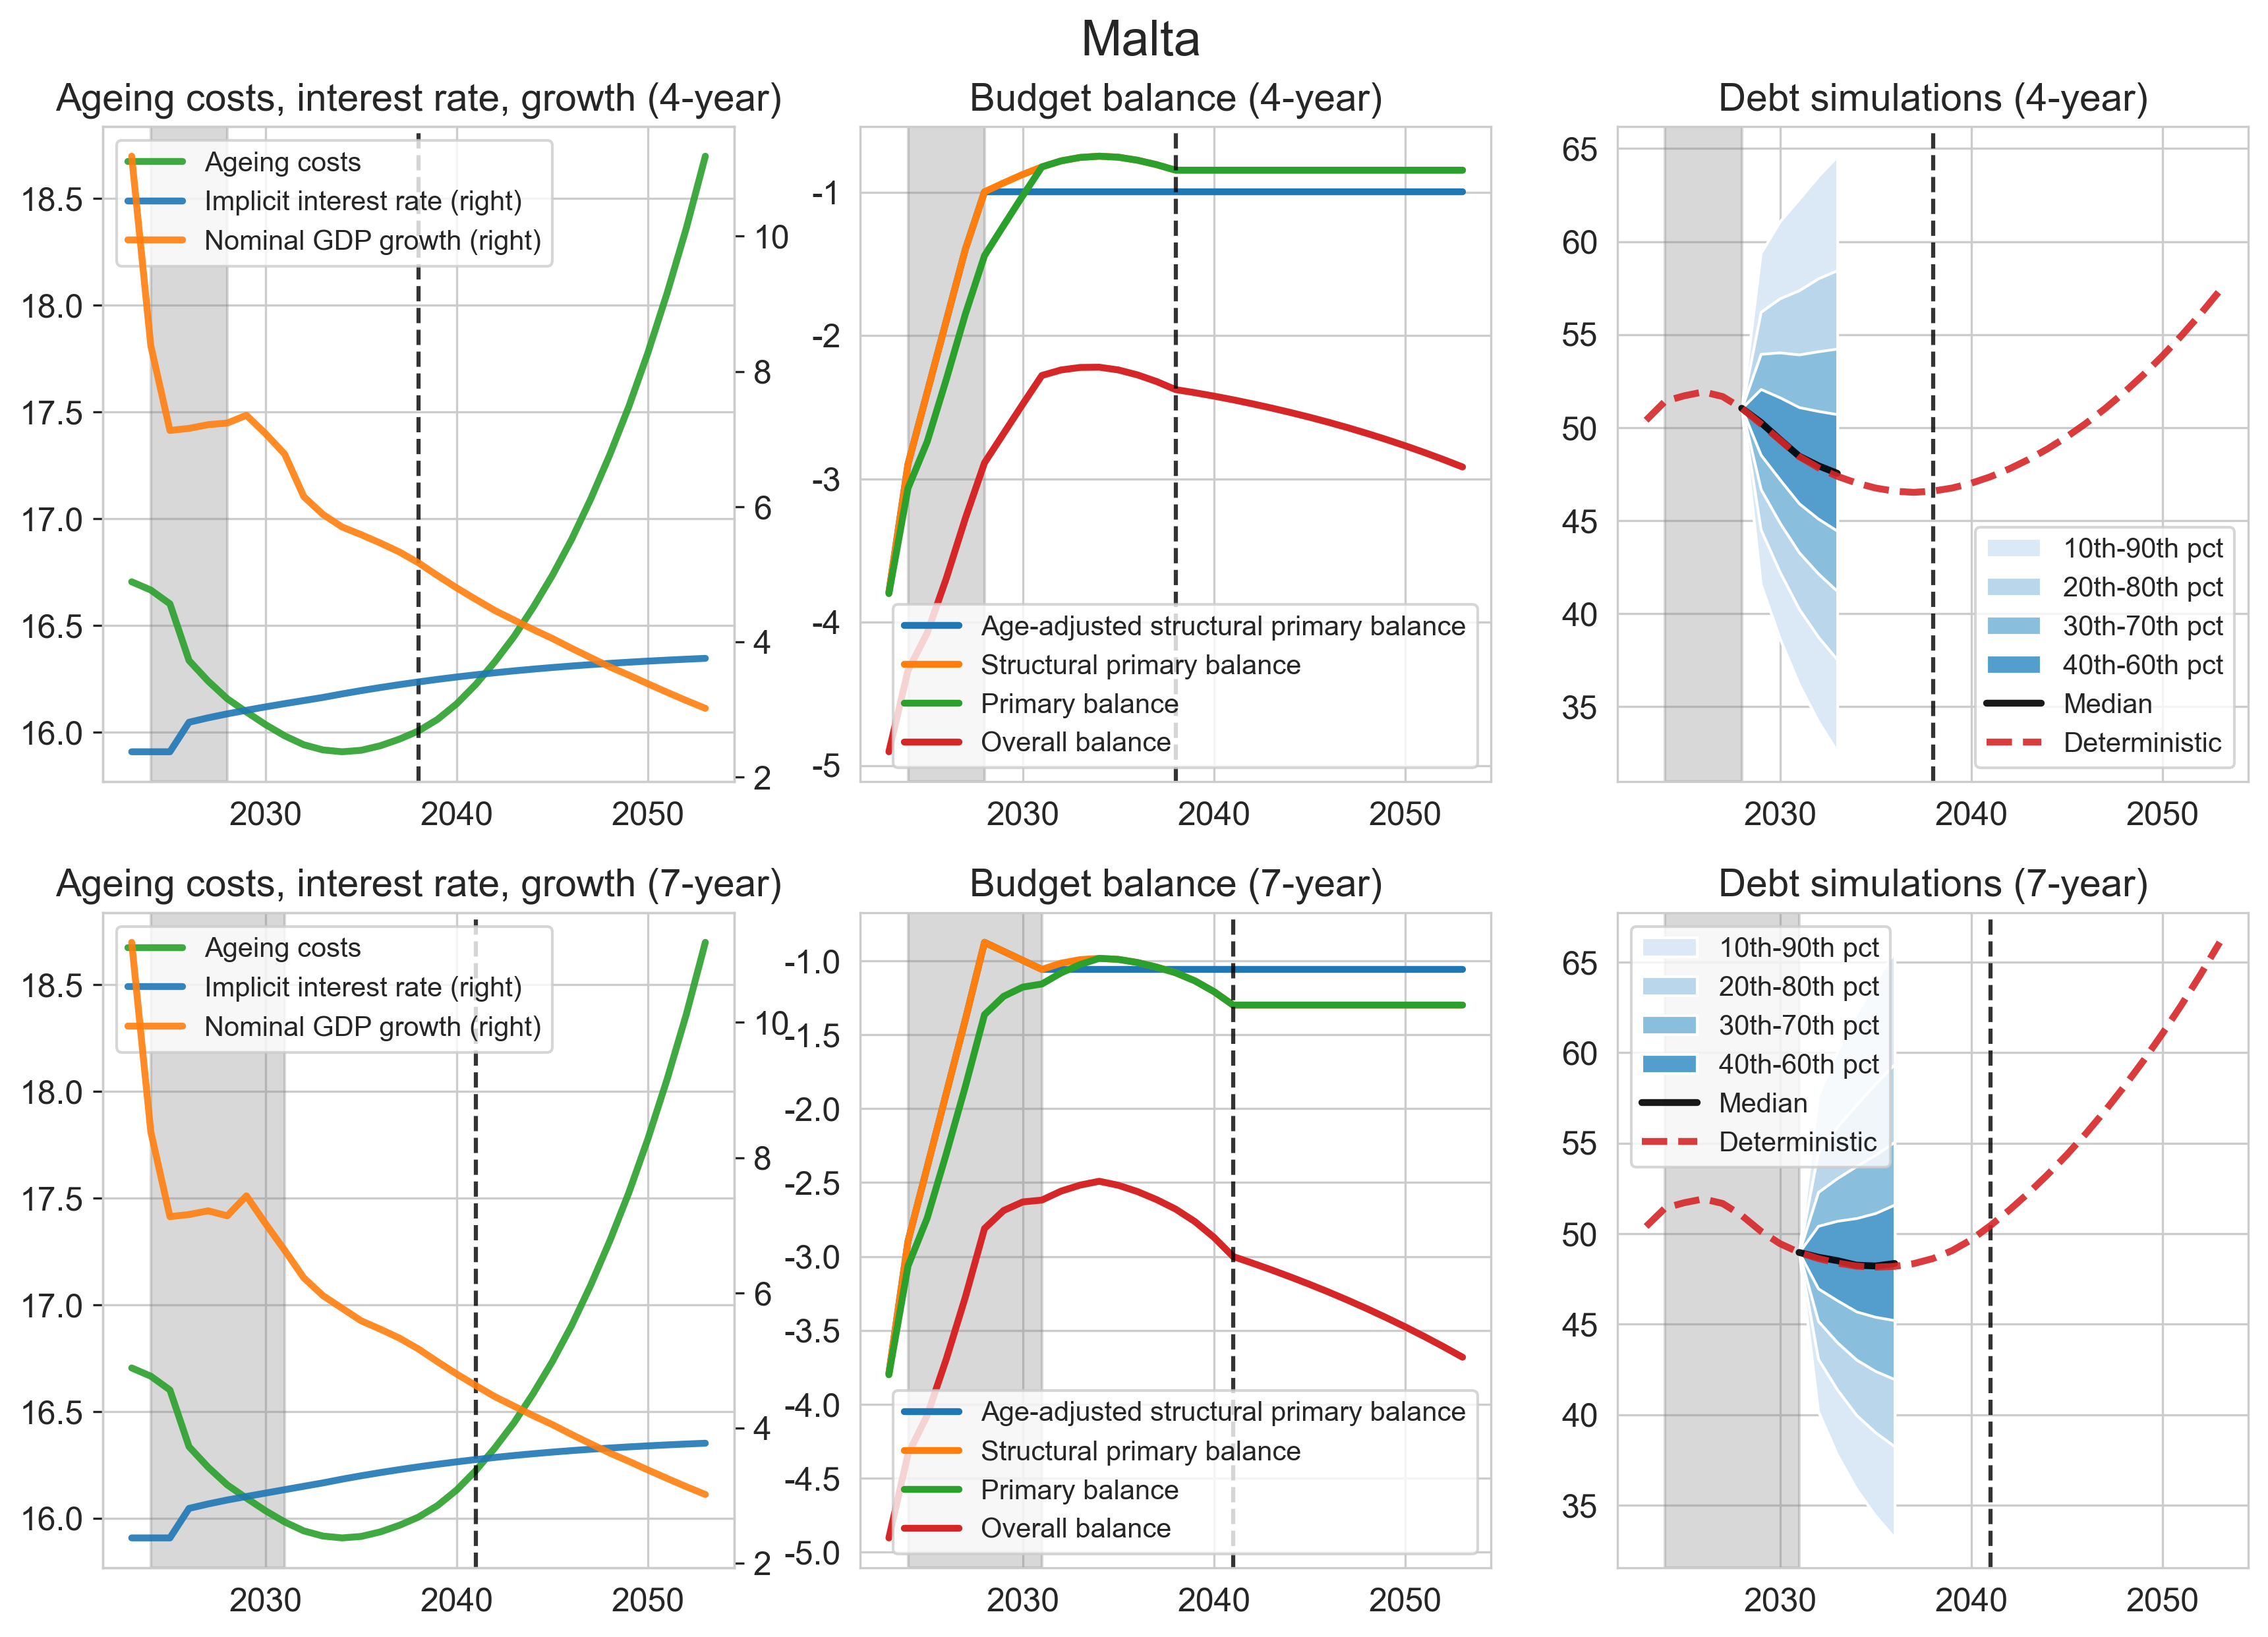 Malta
Ageing costs, interest rate, growth (4-year)
Ageing costs
Implicit interest rate (right)
Nominal GDP growth (right)
18.5
18.0
17.5
17.0
16.5
16.0
10
8
6
4
2
2030
2040
2050
Budget balance (4-year)
-1
-2
-3
-4
-5
Age-adjusted structural primary balance
Structural primary balance
Primary balance
Overall balance
2030
2040
2050
Debt simulations (4-year)
65
60
55
50
45
40
35
10th-90th pct
20th-80th pct
30th-70th pct
40th-60th pct
Median
Deterministic
2030
2040
2050
Ageing costs, interest rate, growth (7-year)
Ageing costs
Implicit interest rate (right)
Nominal GDP growth (right)
18.5
18.0
17.5
17.0
16.5
16.0
10
8
6
4
2
2030
2040
2050
Budget balance (7-year)
-1.0
-1.5
-2.0
-2.5
-3.0
-3.5
-4.0
-4.5
-5.0
Age-adjusted structural primary balance
Structural primary balance
Primary balance
Overall balance
2030
2040
2050
Debt simulations (7-year)
10th-90th pct
20th-80th pct
30th-70th pct
40th-60th pct
Median
Deterministic
65
60
55
50
45
40
35
2030
2040
2050